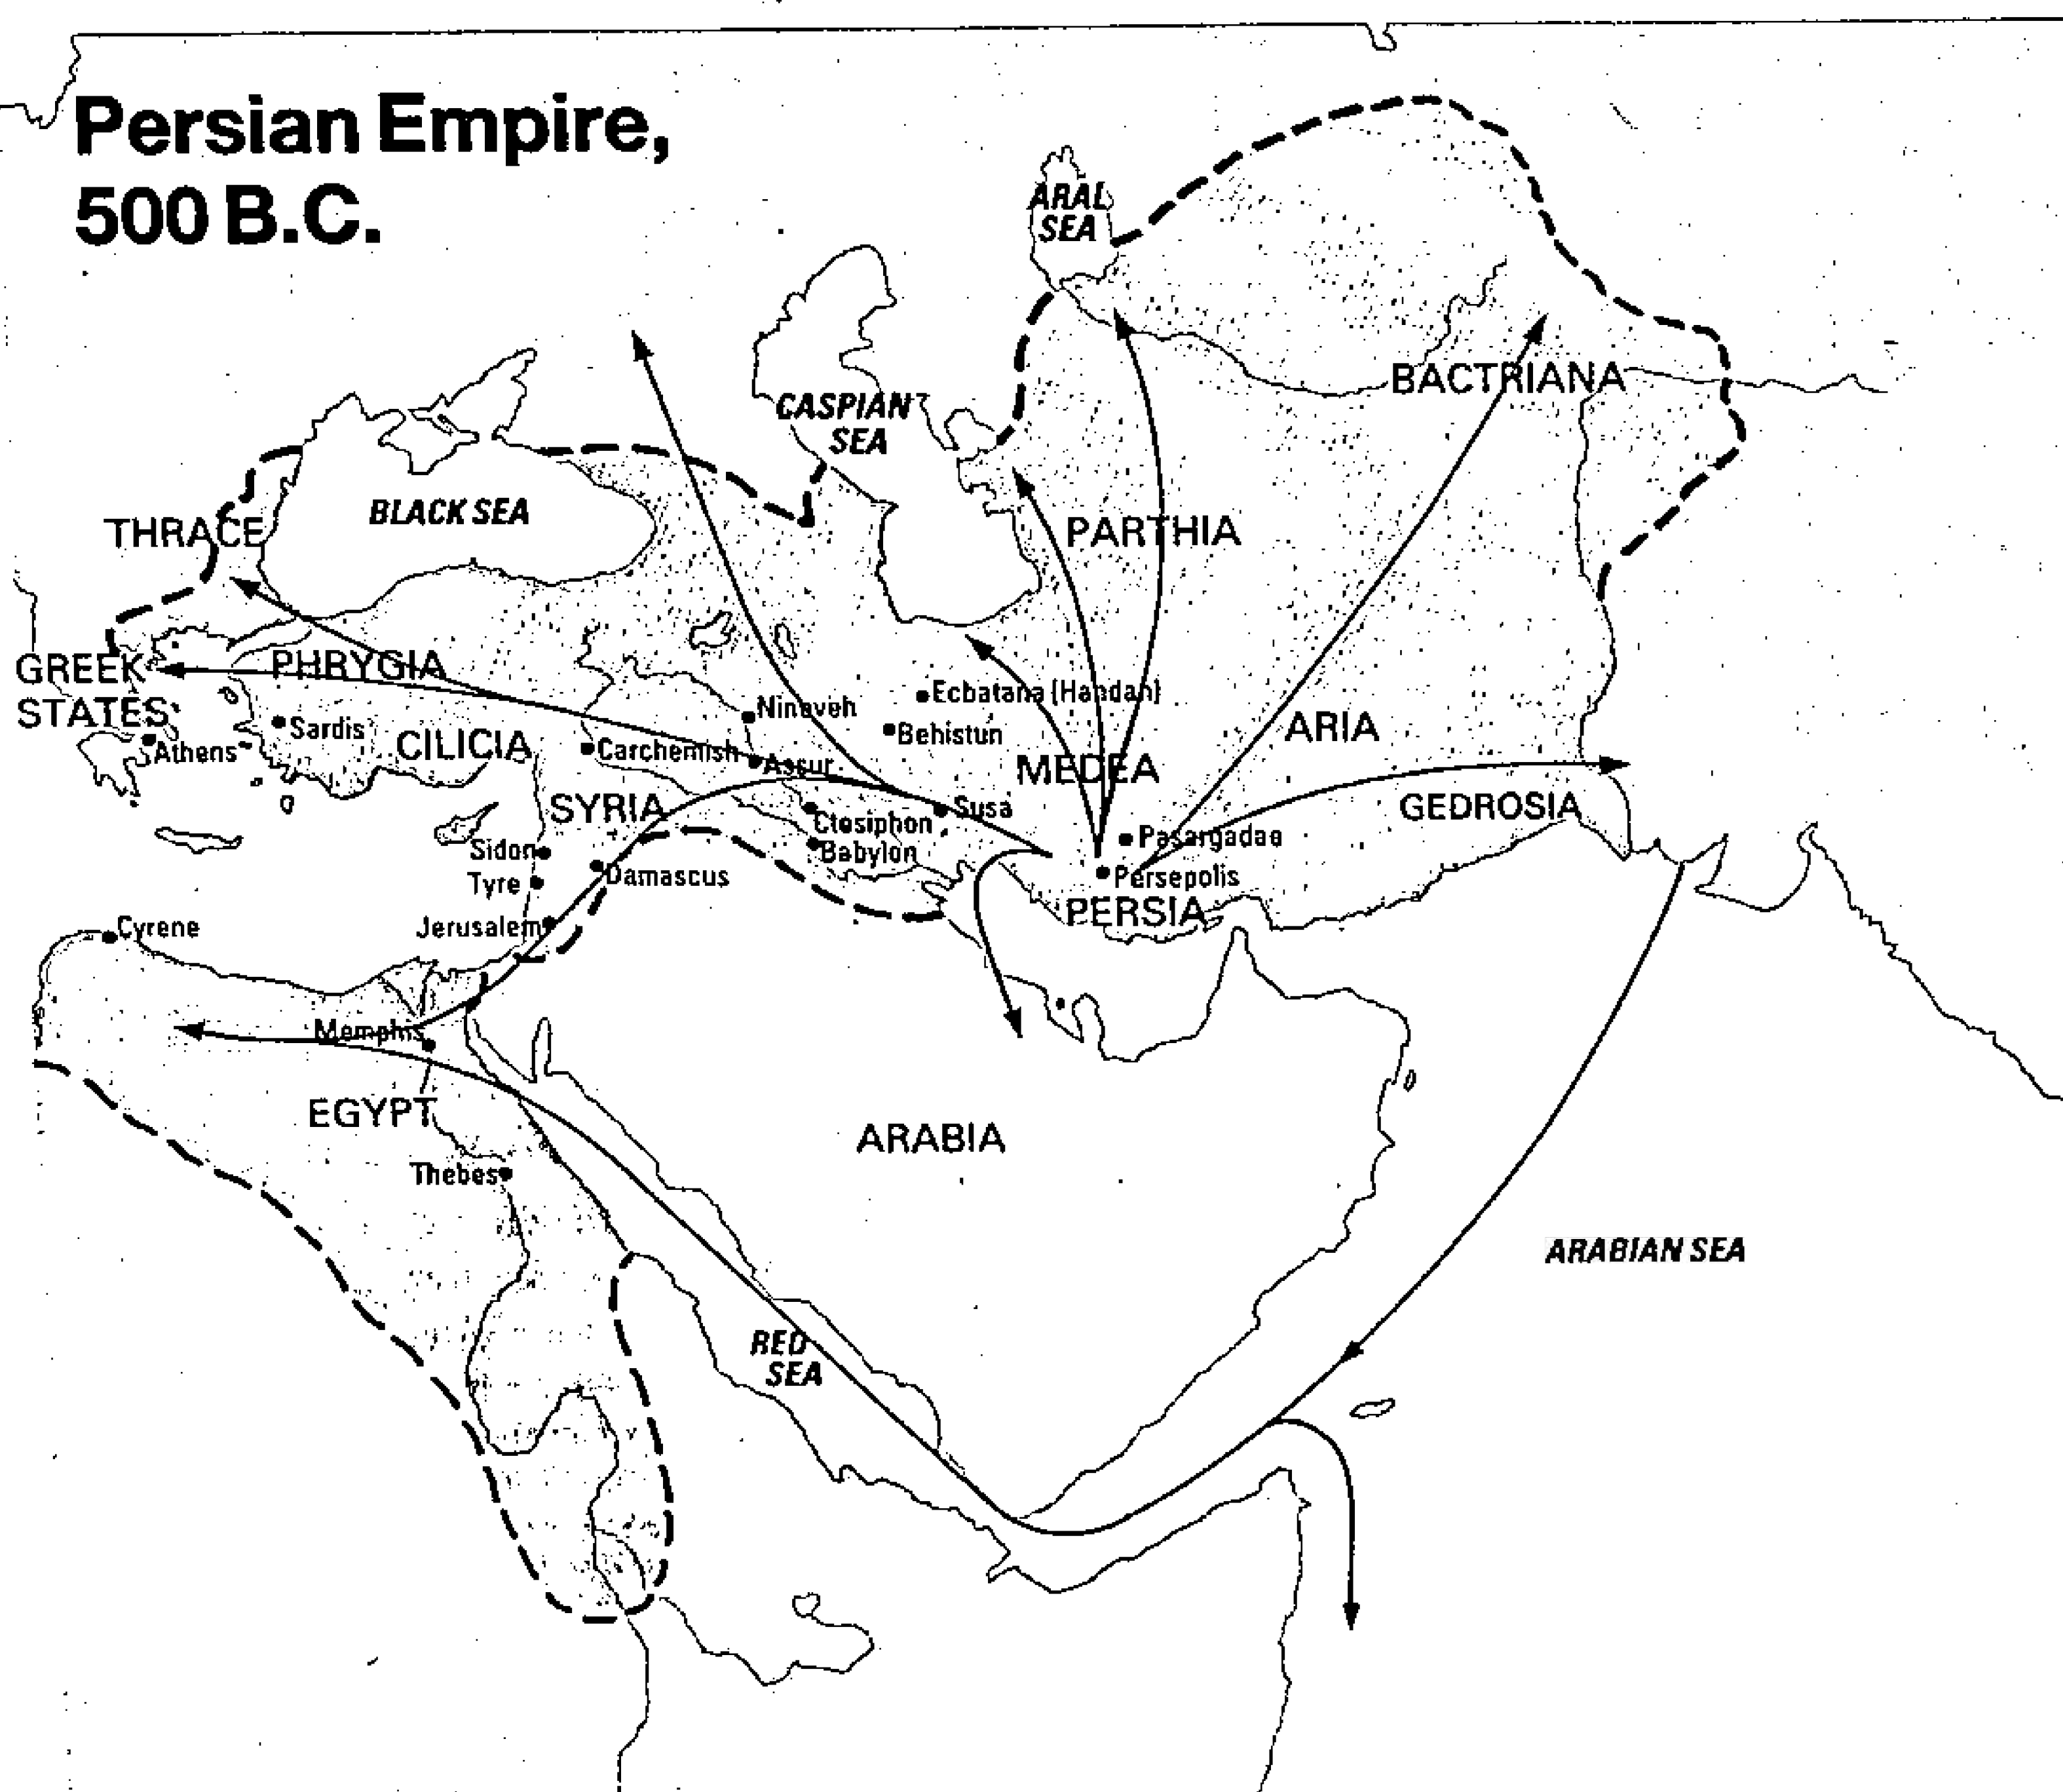 Persian Empire,
500 B.C.
ARAL
SEA
CASPIAN
SEA
BACTRIANA
BLACK SEA
THRACE
PARTHIA
GREEK
STATES
PHRYGIA
Ecbatana (Handah)
Nineveh
Sardis
Behistun
ARIA
Athens
CILICIA
Carchemish
Assur
MEDEA
SYRIA
Susa
GEDROSIA
Ctesiphon
Pasargadae
Sidon
Babylon
Tyre
Damascus
Persepolis
PERSIA
Cyrene
Jerusalem
Memphis
EGYPT
ARABIA
Thebes
ARABIAN SEA
RED
SEA